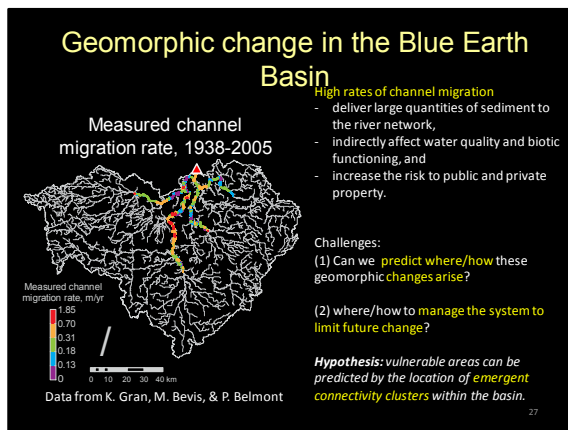 Geomorphic change in the Blue Earth
Basin
High rates of channel migration
- deliver large quantities of sediment to
the river network,
- indirectly affect water quality and biotic
functioning, and
- increase the risk to public and private
property.
Measured channel
migration rate, 1938-2005
Challenges:
(1) Can we predict where/how these
geomorphic changes arise?
(2) where/how to manage the system to
limit future change?
Hypothesis: vulnerable areas can be
predicted by the location of emergent
connectivity clusters within the basin.
Measured channel
migration rate, m/yr
1.85
0.70
0.31
0.18
0.13
0
0 10 20 40 km
Data from K. Gran, M. Bevis, & P. Belmont
27